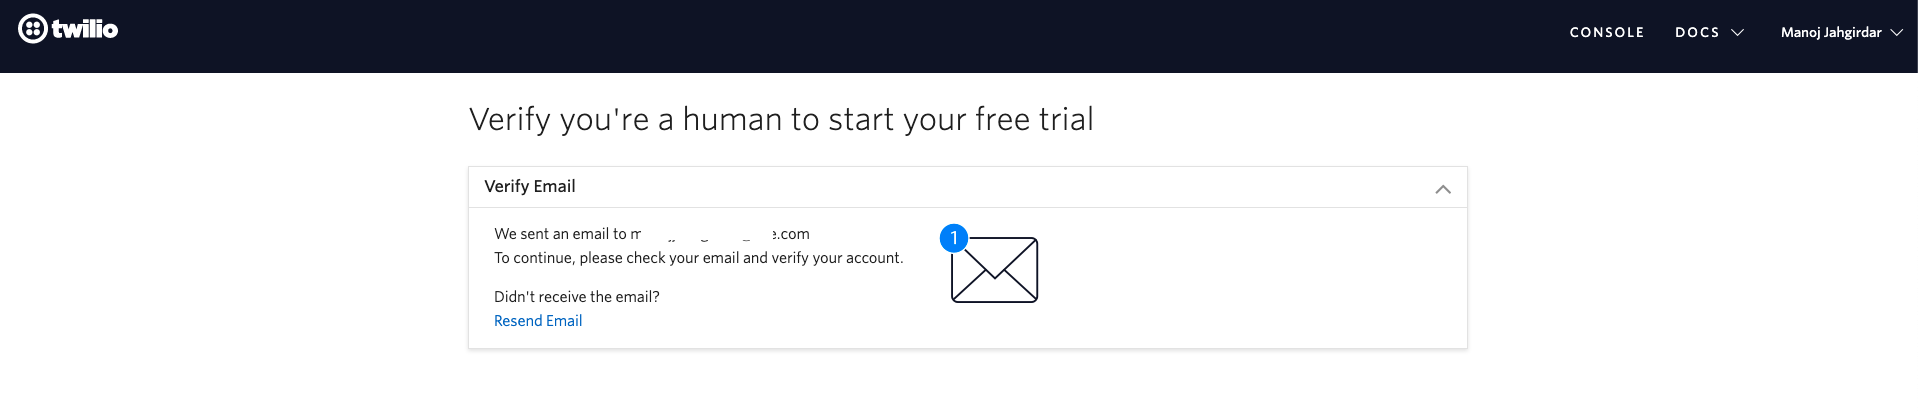 twilio
CONSOLE DOCS Manoj Jahgirdar
Verify you're a human to start your free trial
Verify Email
We sent an email to
To continue, please check your email and verify your account.
1
Didn't receive the email?
Resend Email